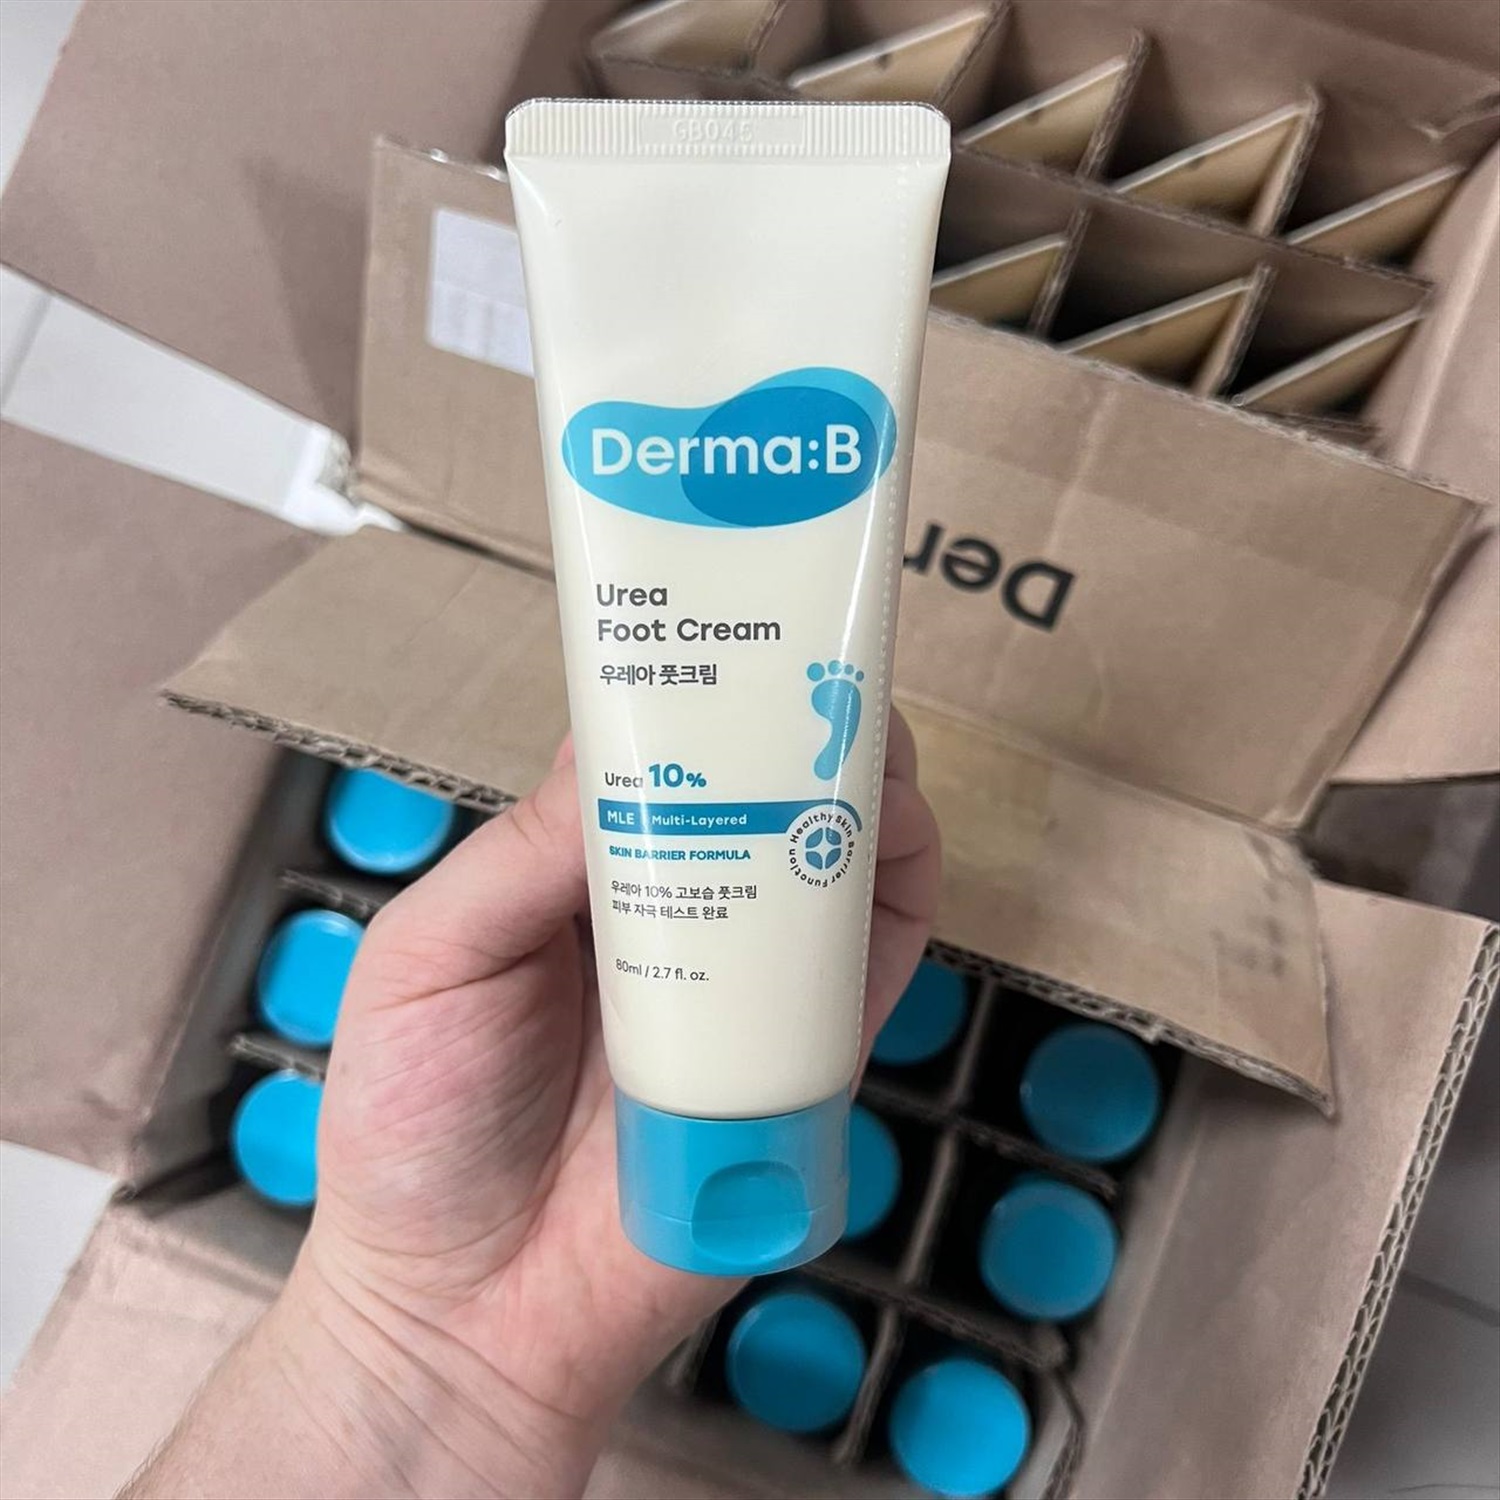 GB04E
Derma:B
Urea
Foot Cream
우레아 풋크림
Urea 10%
MLE Multi-Layered
SKIN BARRIER FORMULA
Healthy Skin Barrier Function
우레아 10% 고보습 풋크림
피부 자극 테스트 완료
80ml / 2.7 fl. oz.
Der